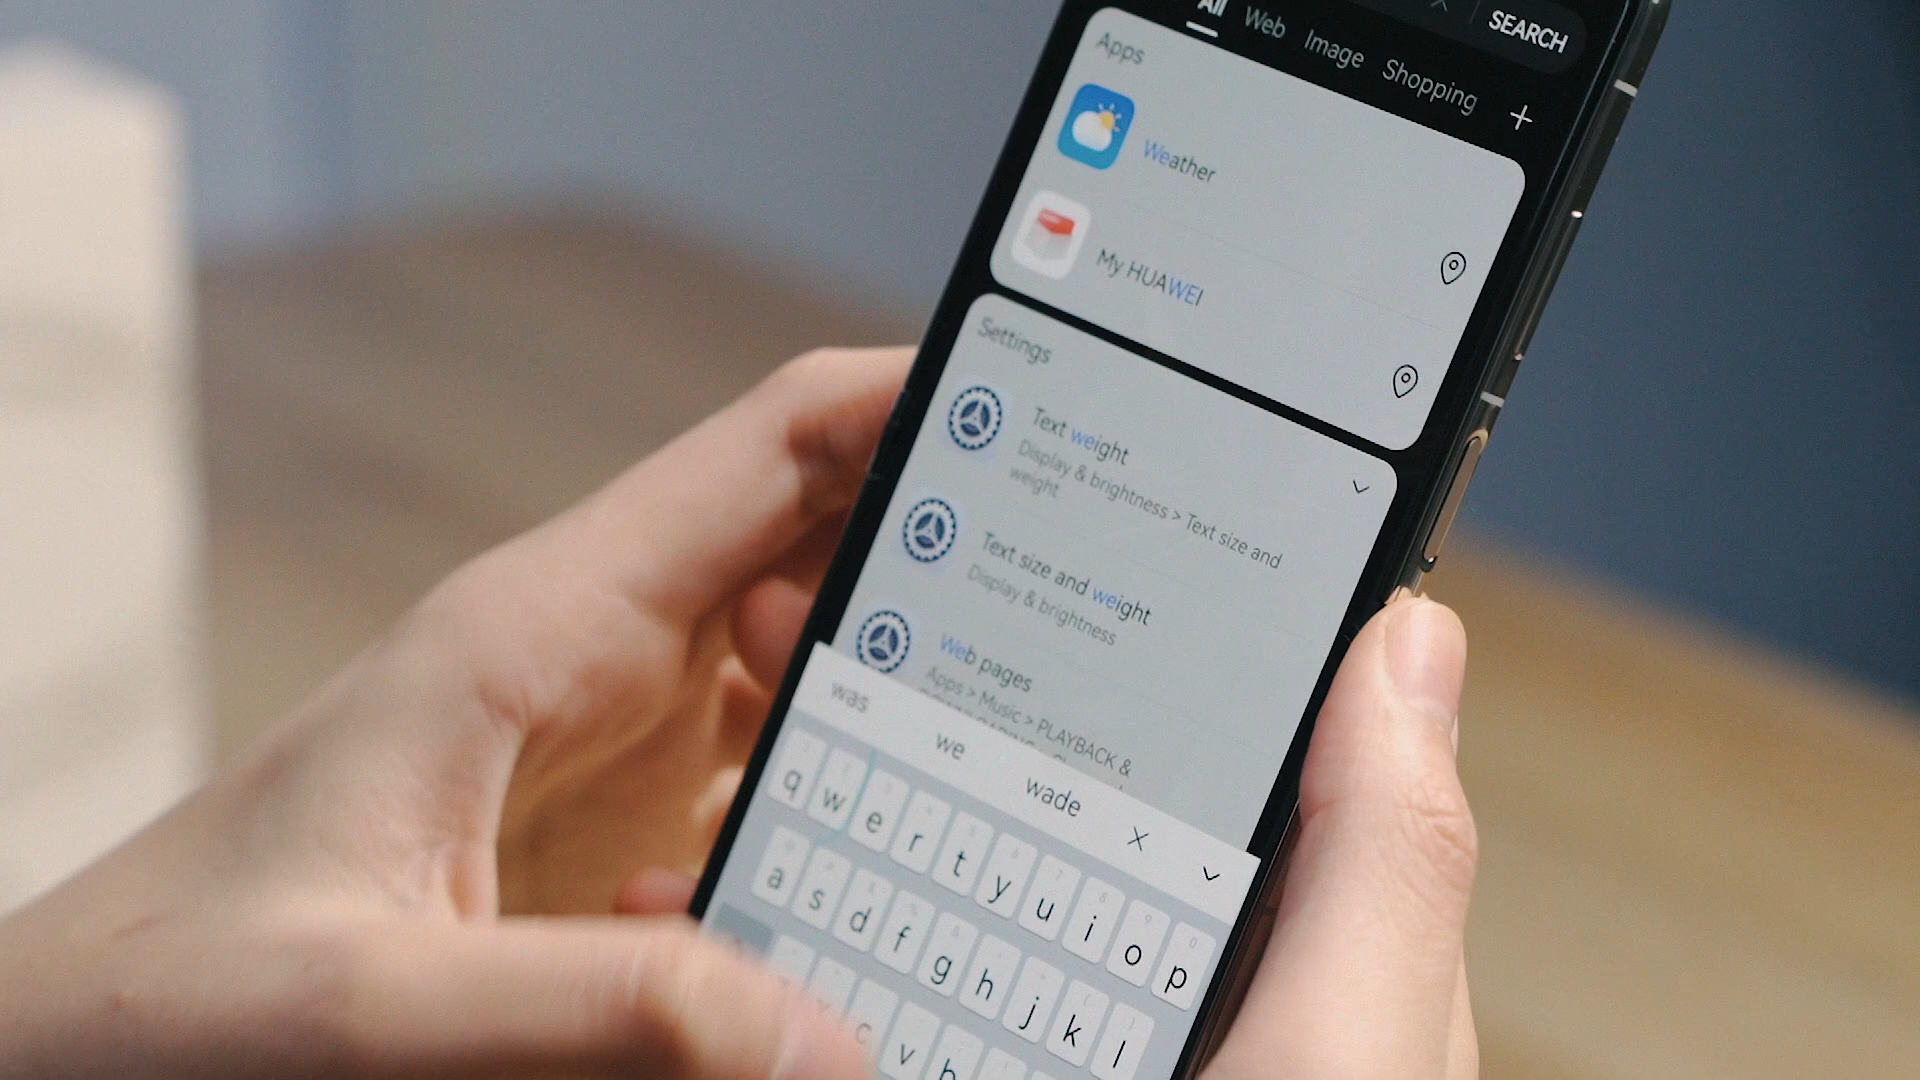 All Web Image Shopping
SEARCH
Apps
Weather
My HUAWEI
Settings
Text weight
Display & brightness > Text size and
weight
Text size and weight
Display & brightness
Web pages
Apps > Music > PLAYBACK &
was we wade
q w e r t y u i o p
a s d f g h j k l
c v b